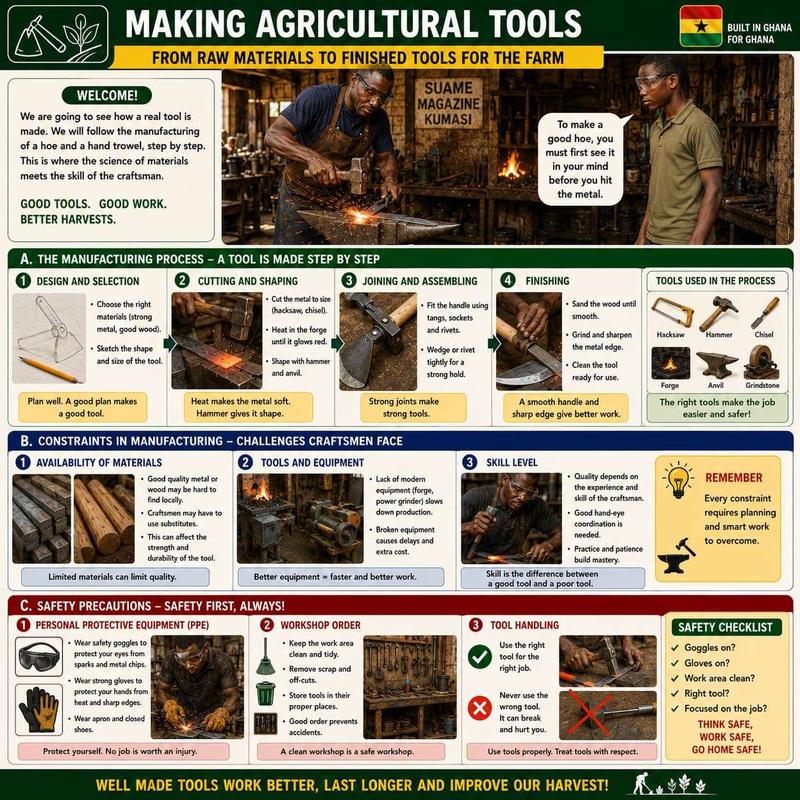 MAKING AGRICULTURAL TOOLS
FROM RAW MATERIALS TO FINISHED TOOLS FOR THE FARM
BUILT IN GHANA
FOR GHANA
WELCOME!
We are going to see how a real tool is
made. We will follow the manufacturing
of a hoe and a hand trowel, step by step.
This is where the science of materials
meets the skill of the craftsman.
GOOD TOOLS. GOOD WORK.
BETTER HARVESTS.
SUAME
MAGAZINE
KUMASI
To make a
good hoe, you
must first see it
in your mind
before you hit
the metal.
A. THE MANUFACTURING PROCESS – A TOOL IS MADE STEP BY STEP
1 DESIGN AND SELECTION
• Choose the right
materials (strong
metal, good wood).
• Sketch the shape
and size of the tool.
Plan well. A good plan makes
a good tool.
2 CUTTING AND SHAPING
• Cut the metal to size
(hacksaw, chisel).
• Heat in the forge
until it glows red.
• Shape with hammer
and anvil.
Heat makes the metal soft.
Hammer gives it shape.
3 JOINING AND ASSEMBLING
• Fit the handle using
tangs, sockets
and rivets.
• Wedge or rivet
tightly for a
strong hold.
Strong joints make
strong tools.
4 FINISHING
• Sand the wood until
smooth.
• Grind and sharpen
the metal edge.
• Clean the tool
ready for use.
A smooth handle and
sharp edge give better work.
TOOLS USED IN THE PROCESS
Hacksaw
Hammer
Chisel
Forge
Anvil
Grindstone
The right tools make the job
easier and safer!
B. CONSTRAINTS IN MANUFACTURING – CHALLENGES CRAFTSMEN FACE
1 AVAILABILITY OF MATERIALS
• Good quality metal or
wood may be hard to
find locally.
• Craftsmen may have to
use substitutes.
• This can affect the
strength and
durability of the tool.
Limited materials can limit quality.
2 TOOLS AND EQUIPMENT
• Lack of modern
equipment (forge,
power grinder) slows
down production.
• Broken equipment
causes delays and
extra cost.
Better equipment = faster and better work.
3 SKILL LEVEL
• Quality depends on
the experience and
skill of the craftsman.
• Good hand-eye
coordination is
needed.
• Practice and patience
build mastery.
Skill is the difference between
a good tool and a poor tool.
REMEMBER
Every constraint
requires planning
and smart work
to overcome.
C. SAFETY PRECAUTIONS – SAFETY FIRST, ALWAYS!
1 PERSONAL PROTECTIVE EQUIPMENT (PPE)
• Wear safety goggles to
protect your eyes from
sparks and metal chips.
• Wear strong gloves to
protect your hands from
heat and sharp edges.
• Wear apron and closed
shoes.
Protect yourself. No job is worth an injury.
2 WORKSHOP ORDER
• Keep the work area
clean and tidy.
• Remove scrap and
off-cuts.
• Store tools in their
proper places.
• Good order prevents
accidents.
A clean workshop is a safe workshop.
3 TOOL HANDLING
Use the right
tool for the
right job.
Never use the
wrong tool.
It can break
and hurt you.
Use tools properly. Treat tools with respect.
SAFETY CHECKLIST
✓ Goggles on?
✓ Gloves on?
✓ Work area clean?
✓ Right tool?
✓ Focused on the job?
THINK SAFE,
WORK SAFE,
GO HOME SAFE!
WELL MADE TOOLS WORK BETTER, LAST LONGER AND IMPROVE OUR HARVEST!